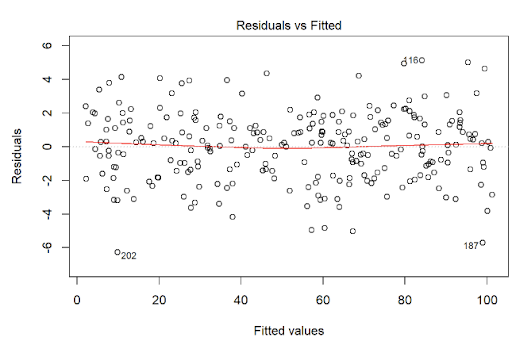 Residuals vs Fitted
Residuals
6
4
2
0
-2
-4
-6
116
202
187
0 20 40 60 80 100
Fitted values